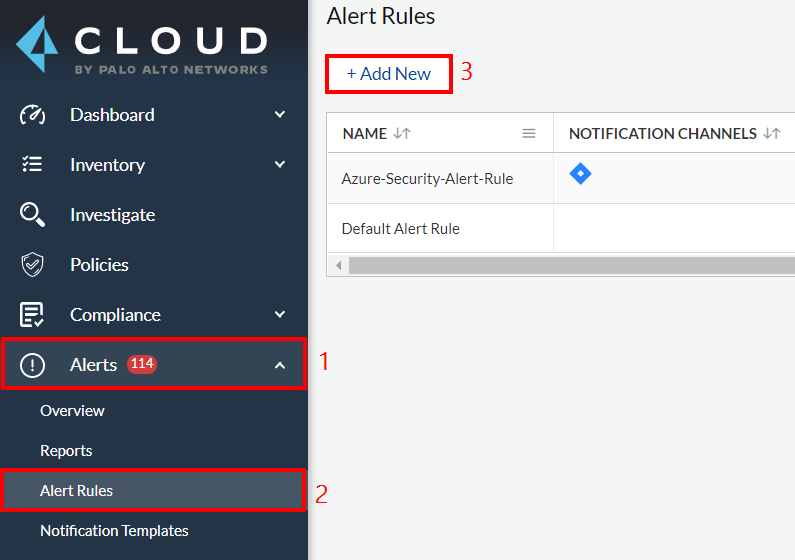 CLOUD
BY PALO ALTO NETWORKS
Dashboard
Inventory
Investigate
Policies
Compliance
Alerts 114
1
Overview
Reports
Alert Rules
2
Notification Templates
Alert Rules
+ Add New
3
NAME
NOTIFICATION CHANNELS
Azure-Security-Alert-Rule
Default Alert Rule